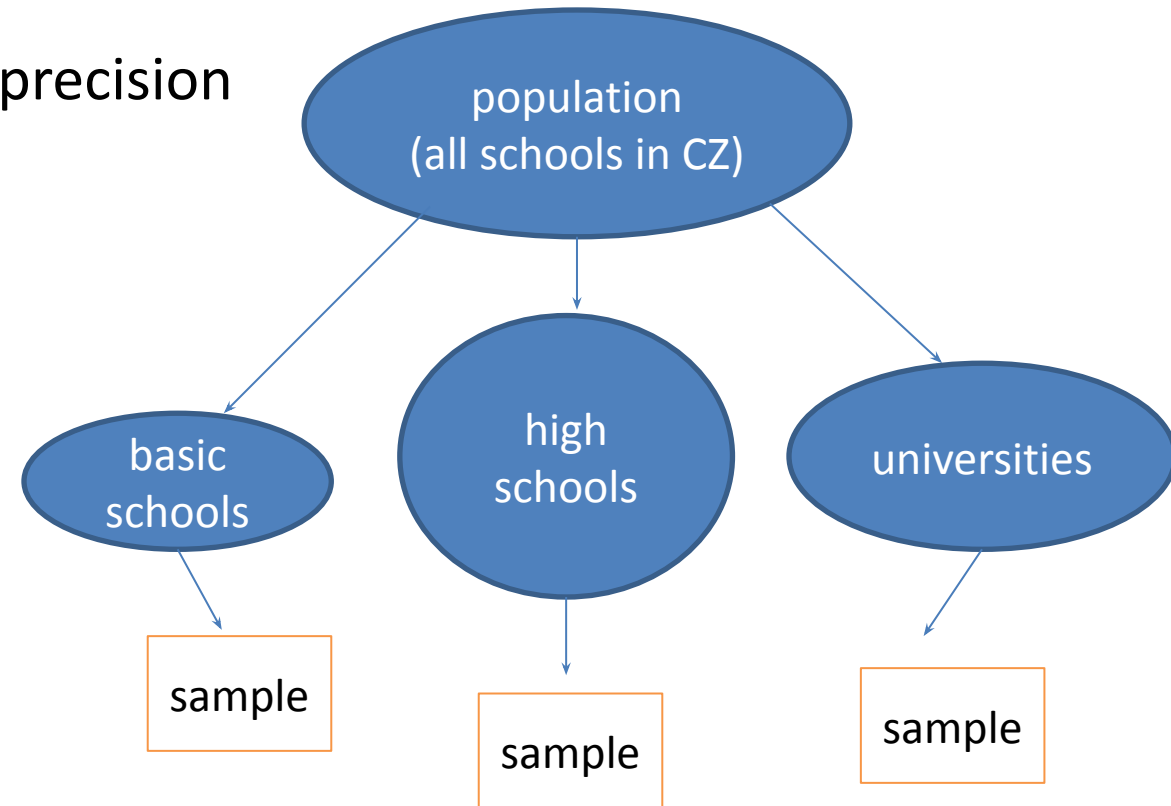 precision
population
(all schools in CZ)
basic
schools
high
schools
universities
sample
sample
sample